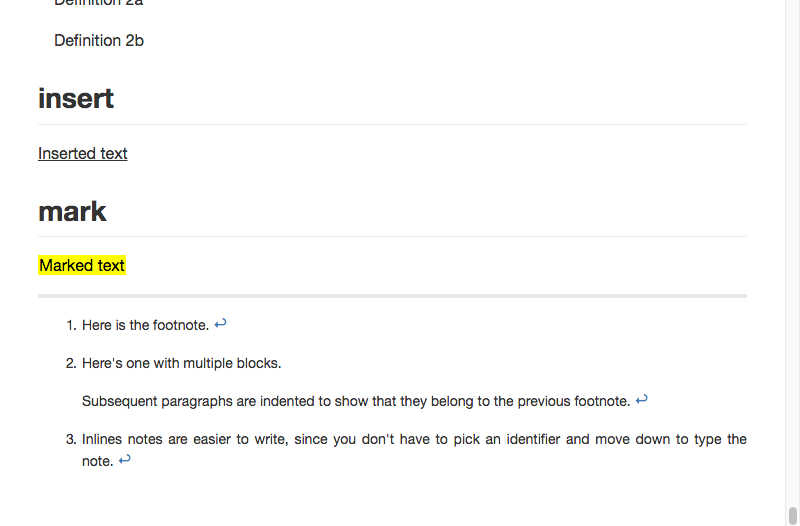 Definition 2a
Definition 2b
insert
Inserted text
mark
Marked text
1. Here is the footnote. ↩
2. Here's one with multiple blocks.
Subsequent paragraphs are indented to show that they belong to the previous footnote. ↩
3. Inlines notes are easier to write, since you don't have to pick an identifier and move down to type the
note. ↩